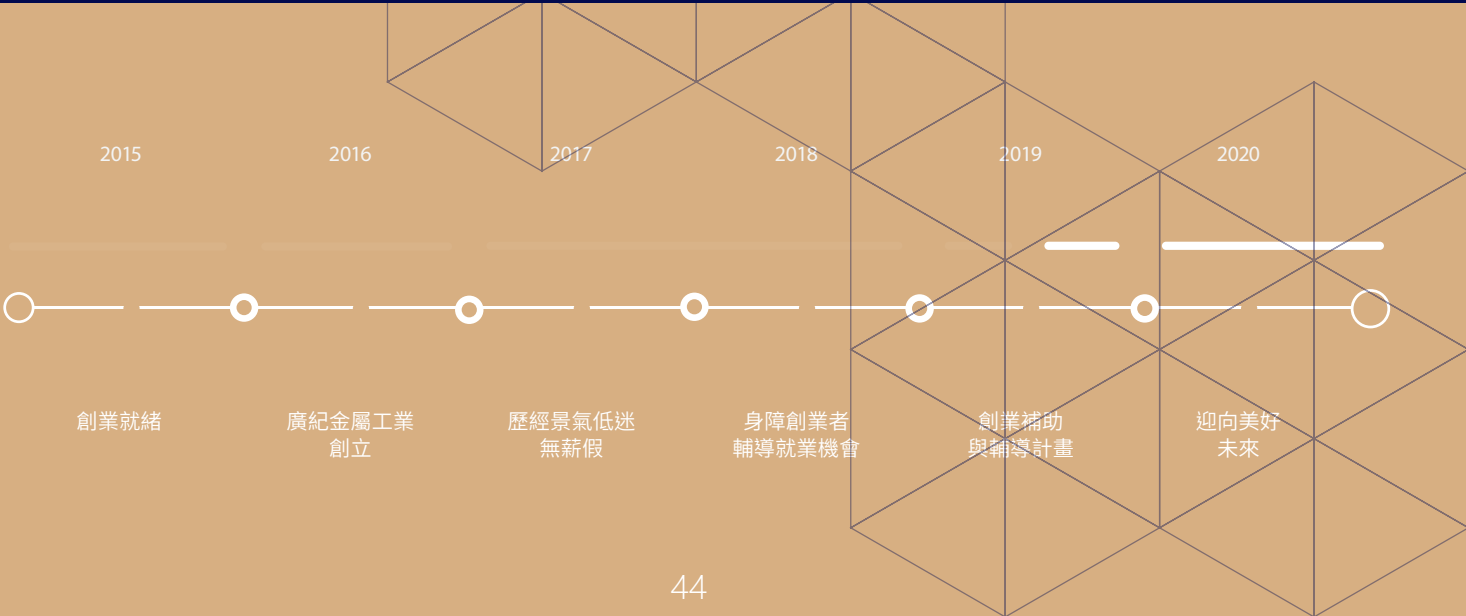 2015
2016
2017
2018
2019
2020
創業就緒
廣紀金屬工業
創立
歷經景氣低迷
無薪假
身障創業者
輔導就業機會
創業補助
與輔導計畫
迎向美好
未來
44